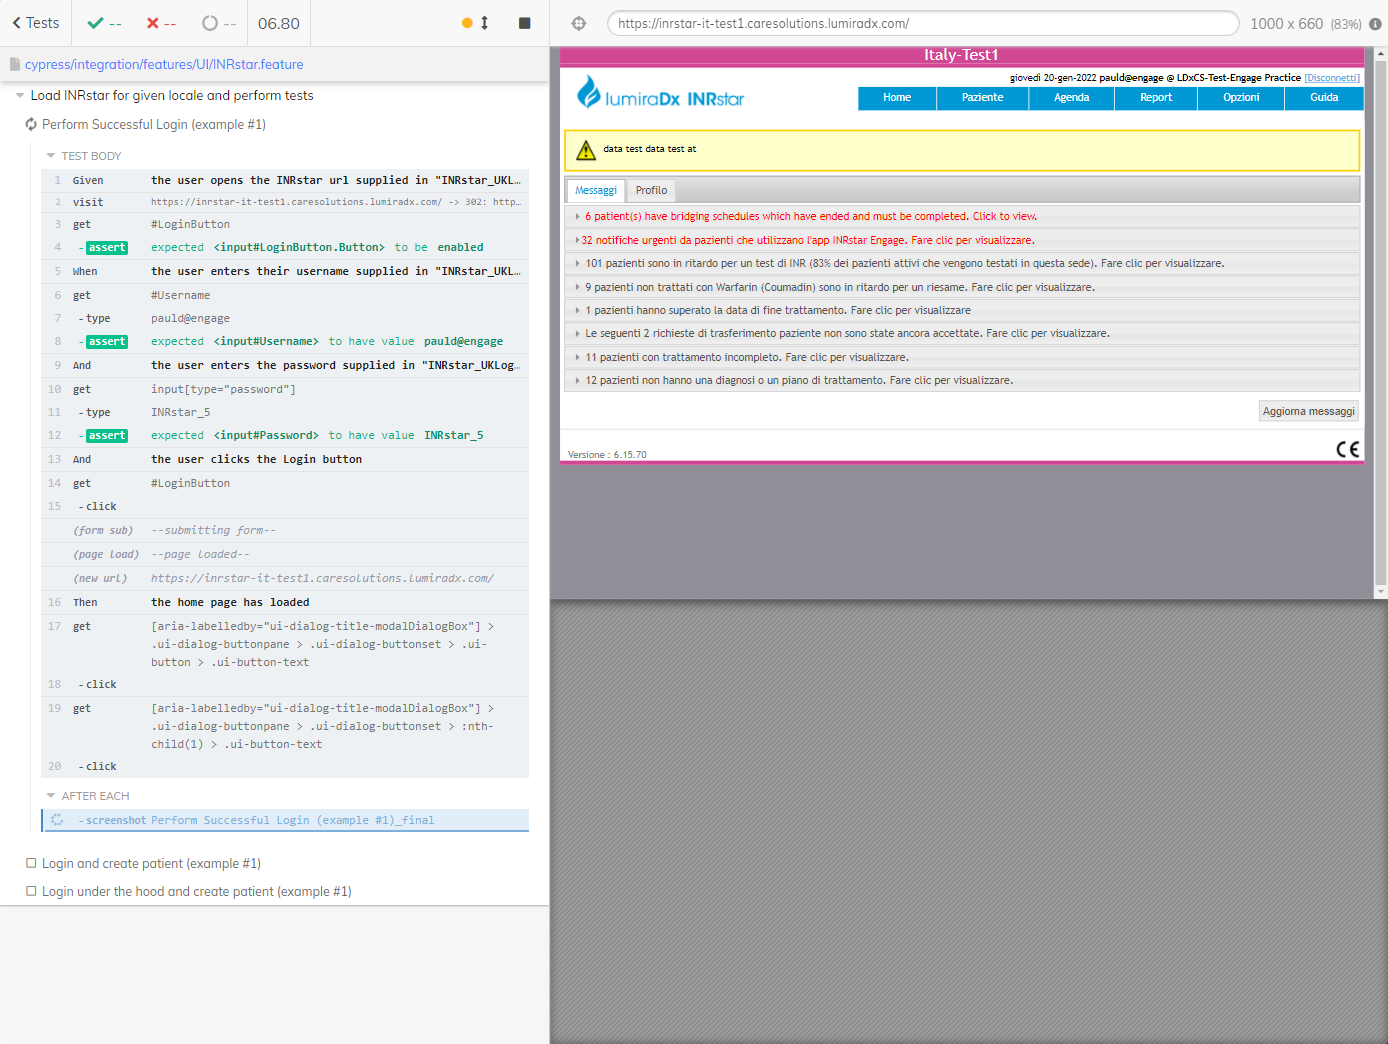 Tests
--
--
--
06.80
cypress/integration/features/UI/INRstar.feature
Load INRstar for given locale and perform tests
Perform Successful Login (example #1)
TEST BODY
1 Given the user opens the INRstar url supplied in "INRstar_UKL…
2 visit https://inrstar-it-test1.caresolutions.lumiradx.com/ -> 302: http…
3 get #LoginButton
4 -assert expected <input#LoginButton.Button> to be enabled
5 When the user enters their username supplied in "INRstar_UKL…
6 get #Username
7 -type pauld@engage
8 -assert expected <input#Username> to have value pauld@engage
9 And the user enters the password supplied in "INRstar_UKLog…
10 get input[type="password"]
11 -type INRstar_5
12 -assert expected <input#Password> to have value INRstar_5
13 And the user clicks the Login button
14 get #LoginButton
15 -click
(form sub) --submitting form--
(page load) --page loaded--
(new url) https://inrstar-it-test1.caresolutions.lumiradx.com/
16 Then the home page has loaded
17 get [aria-labelledby="ui-dialog-title-modalDialogBox"] >
.ui-dialog-buttonpane > .ui-dialog-buttonset > .ui-
button > .ui-button-text
18 -click
19 get [aria-labelledby="ui-dialog-title-modalDialogBox"] >
.ui-dialog-buttonpane > .ui-dialog-buttonset > :nth-
child(1) > .ui-button-text
20 -click
AFTER EACH
-screenshot Perform Successful Login (example #1)_final
Login and create patient (example #1)
Login under the hood and create patient (example #1)
https://inrstar-it-test1.caresolutions.lumiradx.com/
1000 x 660 (83%)
Italy-Test1
giovedì 20-gen-2022 pauld@engage @ LDxCS-Test-Engage Practice [Disconnetti]
lumiraDx INRstar
Home Paziente Agenda Report Opzioni Guida
data test data test at
Messaggi Profilo
6 patient(s) have bridging schedules which have ended and must be completed. Click to view.
32 notifiche urgenti da pazienti che utilizzano l'app INRstar Engage. Fare clic per visualizzare.
101 pazienti sono in ritardo per un test di INR (83% dei pazienti attivi che vengono testati in questa sede). Fare clic per visualizzare.
9 pazienti non trattati con Warfarin (Coumadin) sono in ritardo per un riesame. Fare clic per visualizzare.
1 pazienti hanno superato la data di fine trattamento. Fare clic per visualizzare
Le seguenti 2 richieste di trasferimento paziente non sono state ancora accettate. Fare clic per visualizzare.
11 pazienti con trattamento incompleto. Fare clic per visualizzare.
12 pazienti non hanno una diagnosi o un piano di trattamento. Fare clic per visualizzare.
Aggiorna messaggi
Versione : 6.15.70
CE